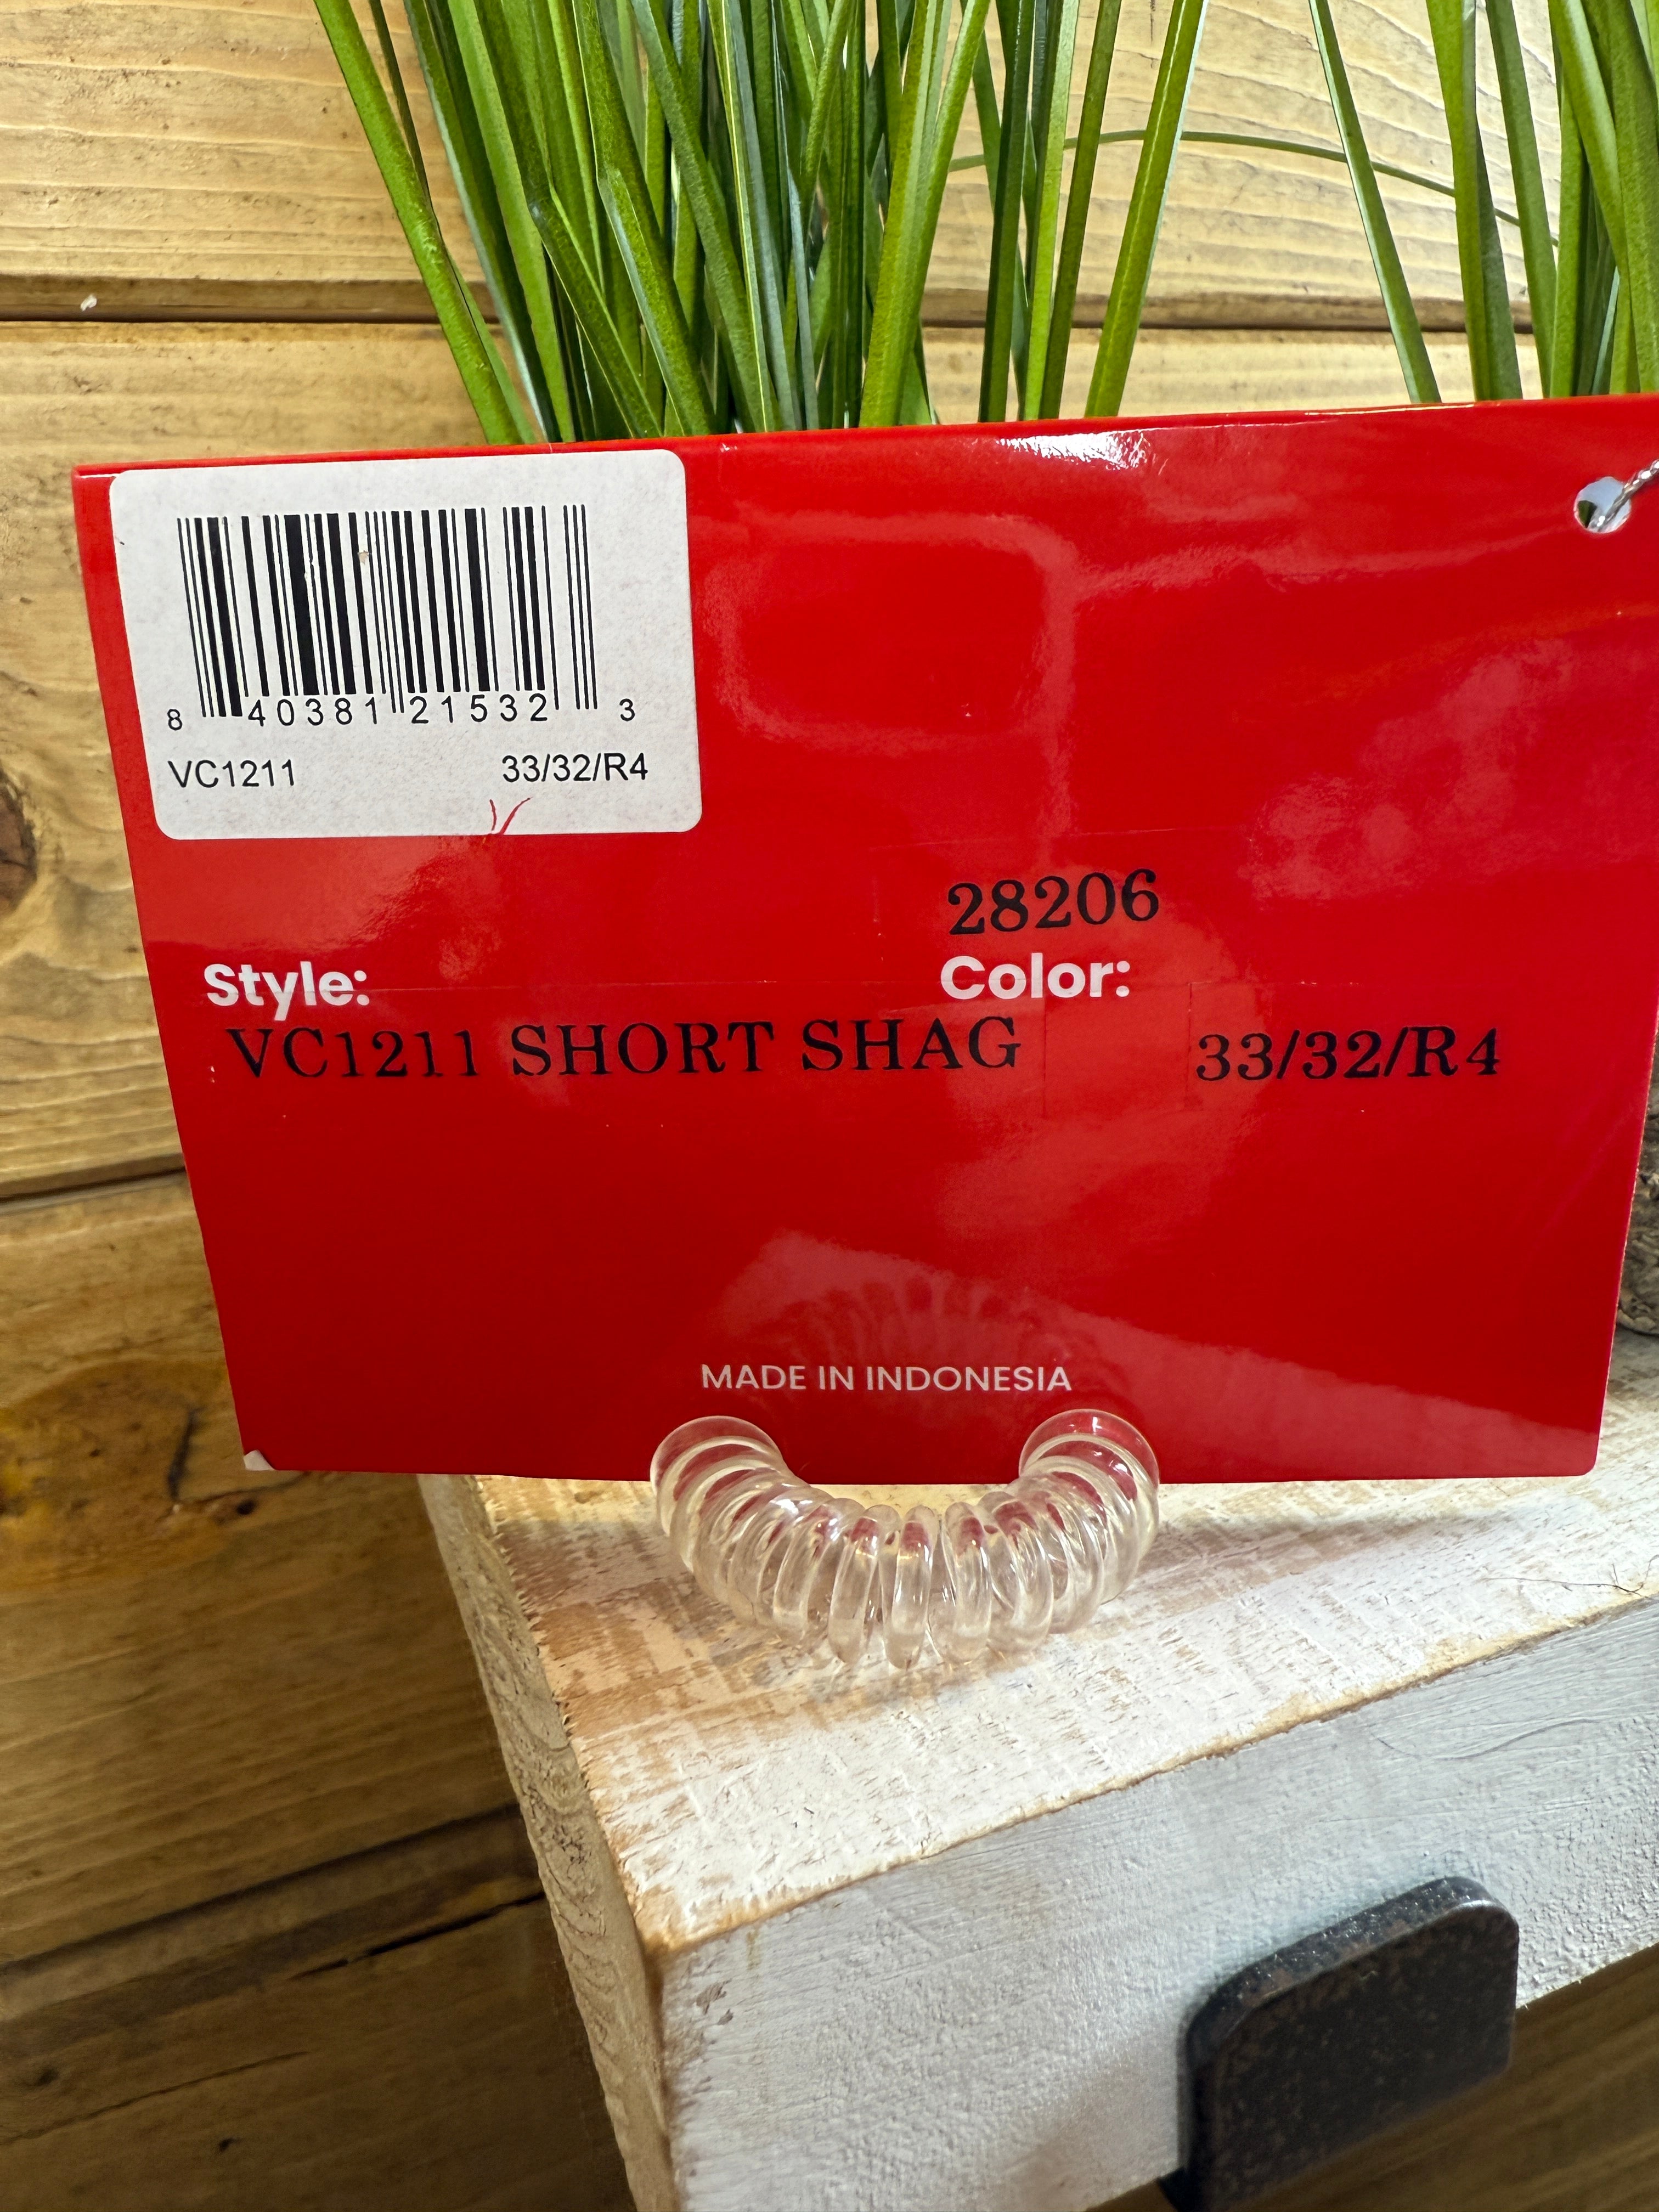 8 40381 21532 3
VC1211 33/32/R4
28206
Style: Color:
VC1211 SHORT SHAG 33/32/R4
MADE IN INDONESIA